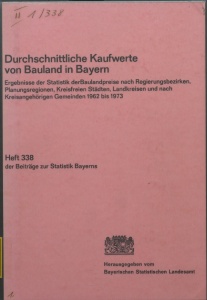 II 1/338
Durchschnittliche Kaufwerte
von Bauland in Bayern
Ergebnisse der Statistik der Baulandpreise nach Regierungsbezirken,
Planungsregionen, Kreisfreien Städten, Landkreisen und nach
Kreisangehörigen Gemeinden 1962 bis 1973
Heft 338
der Beiträge zur Statistik Bayerns
Herausgegeben vom
Bayerischen Statistischen Landesamt
1.